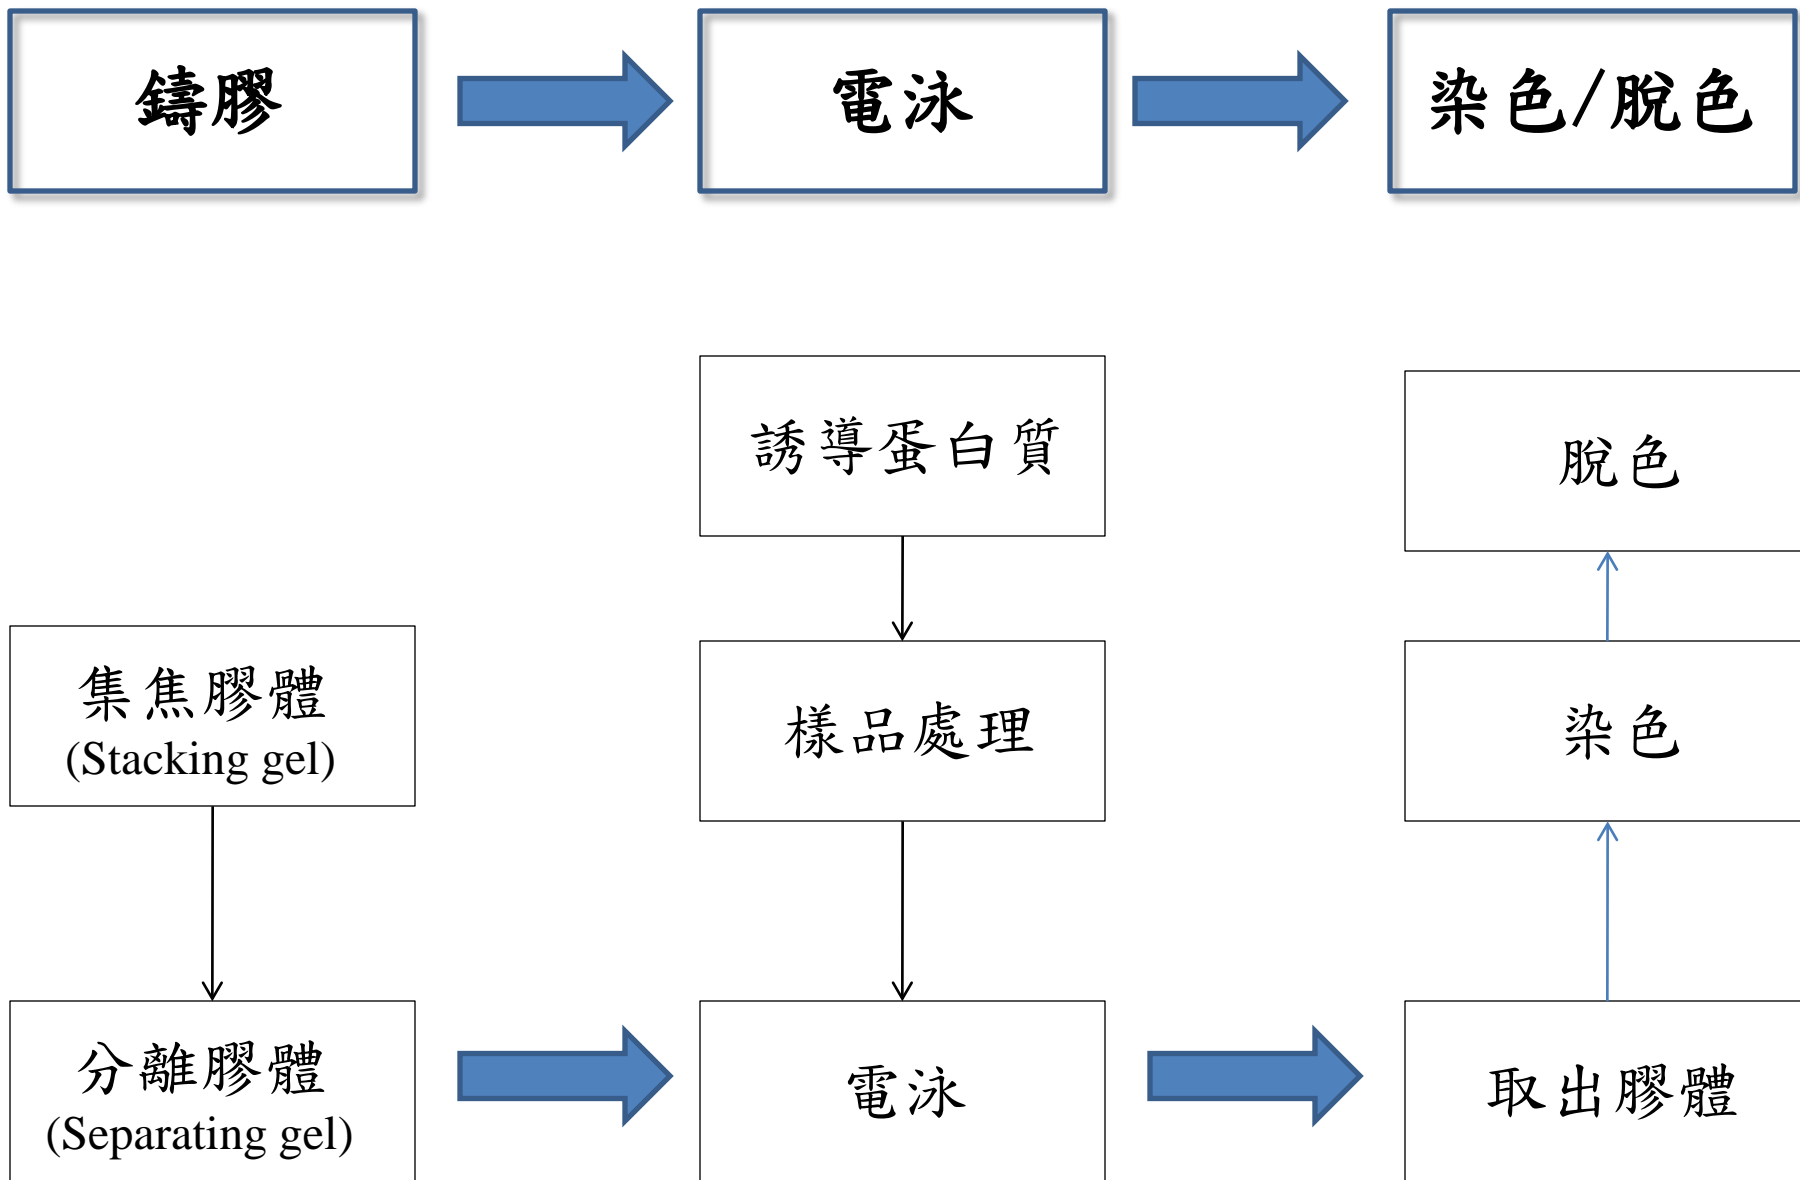 鑄膠
電泳
染色/脫色
誘導蛋白質
脫色
集焦膠體
(Stacking gel)
樣品處理
染色
分離膠體
(Separating gel)
電泳
取出膠體